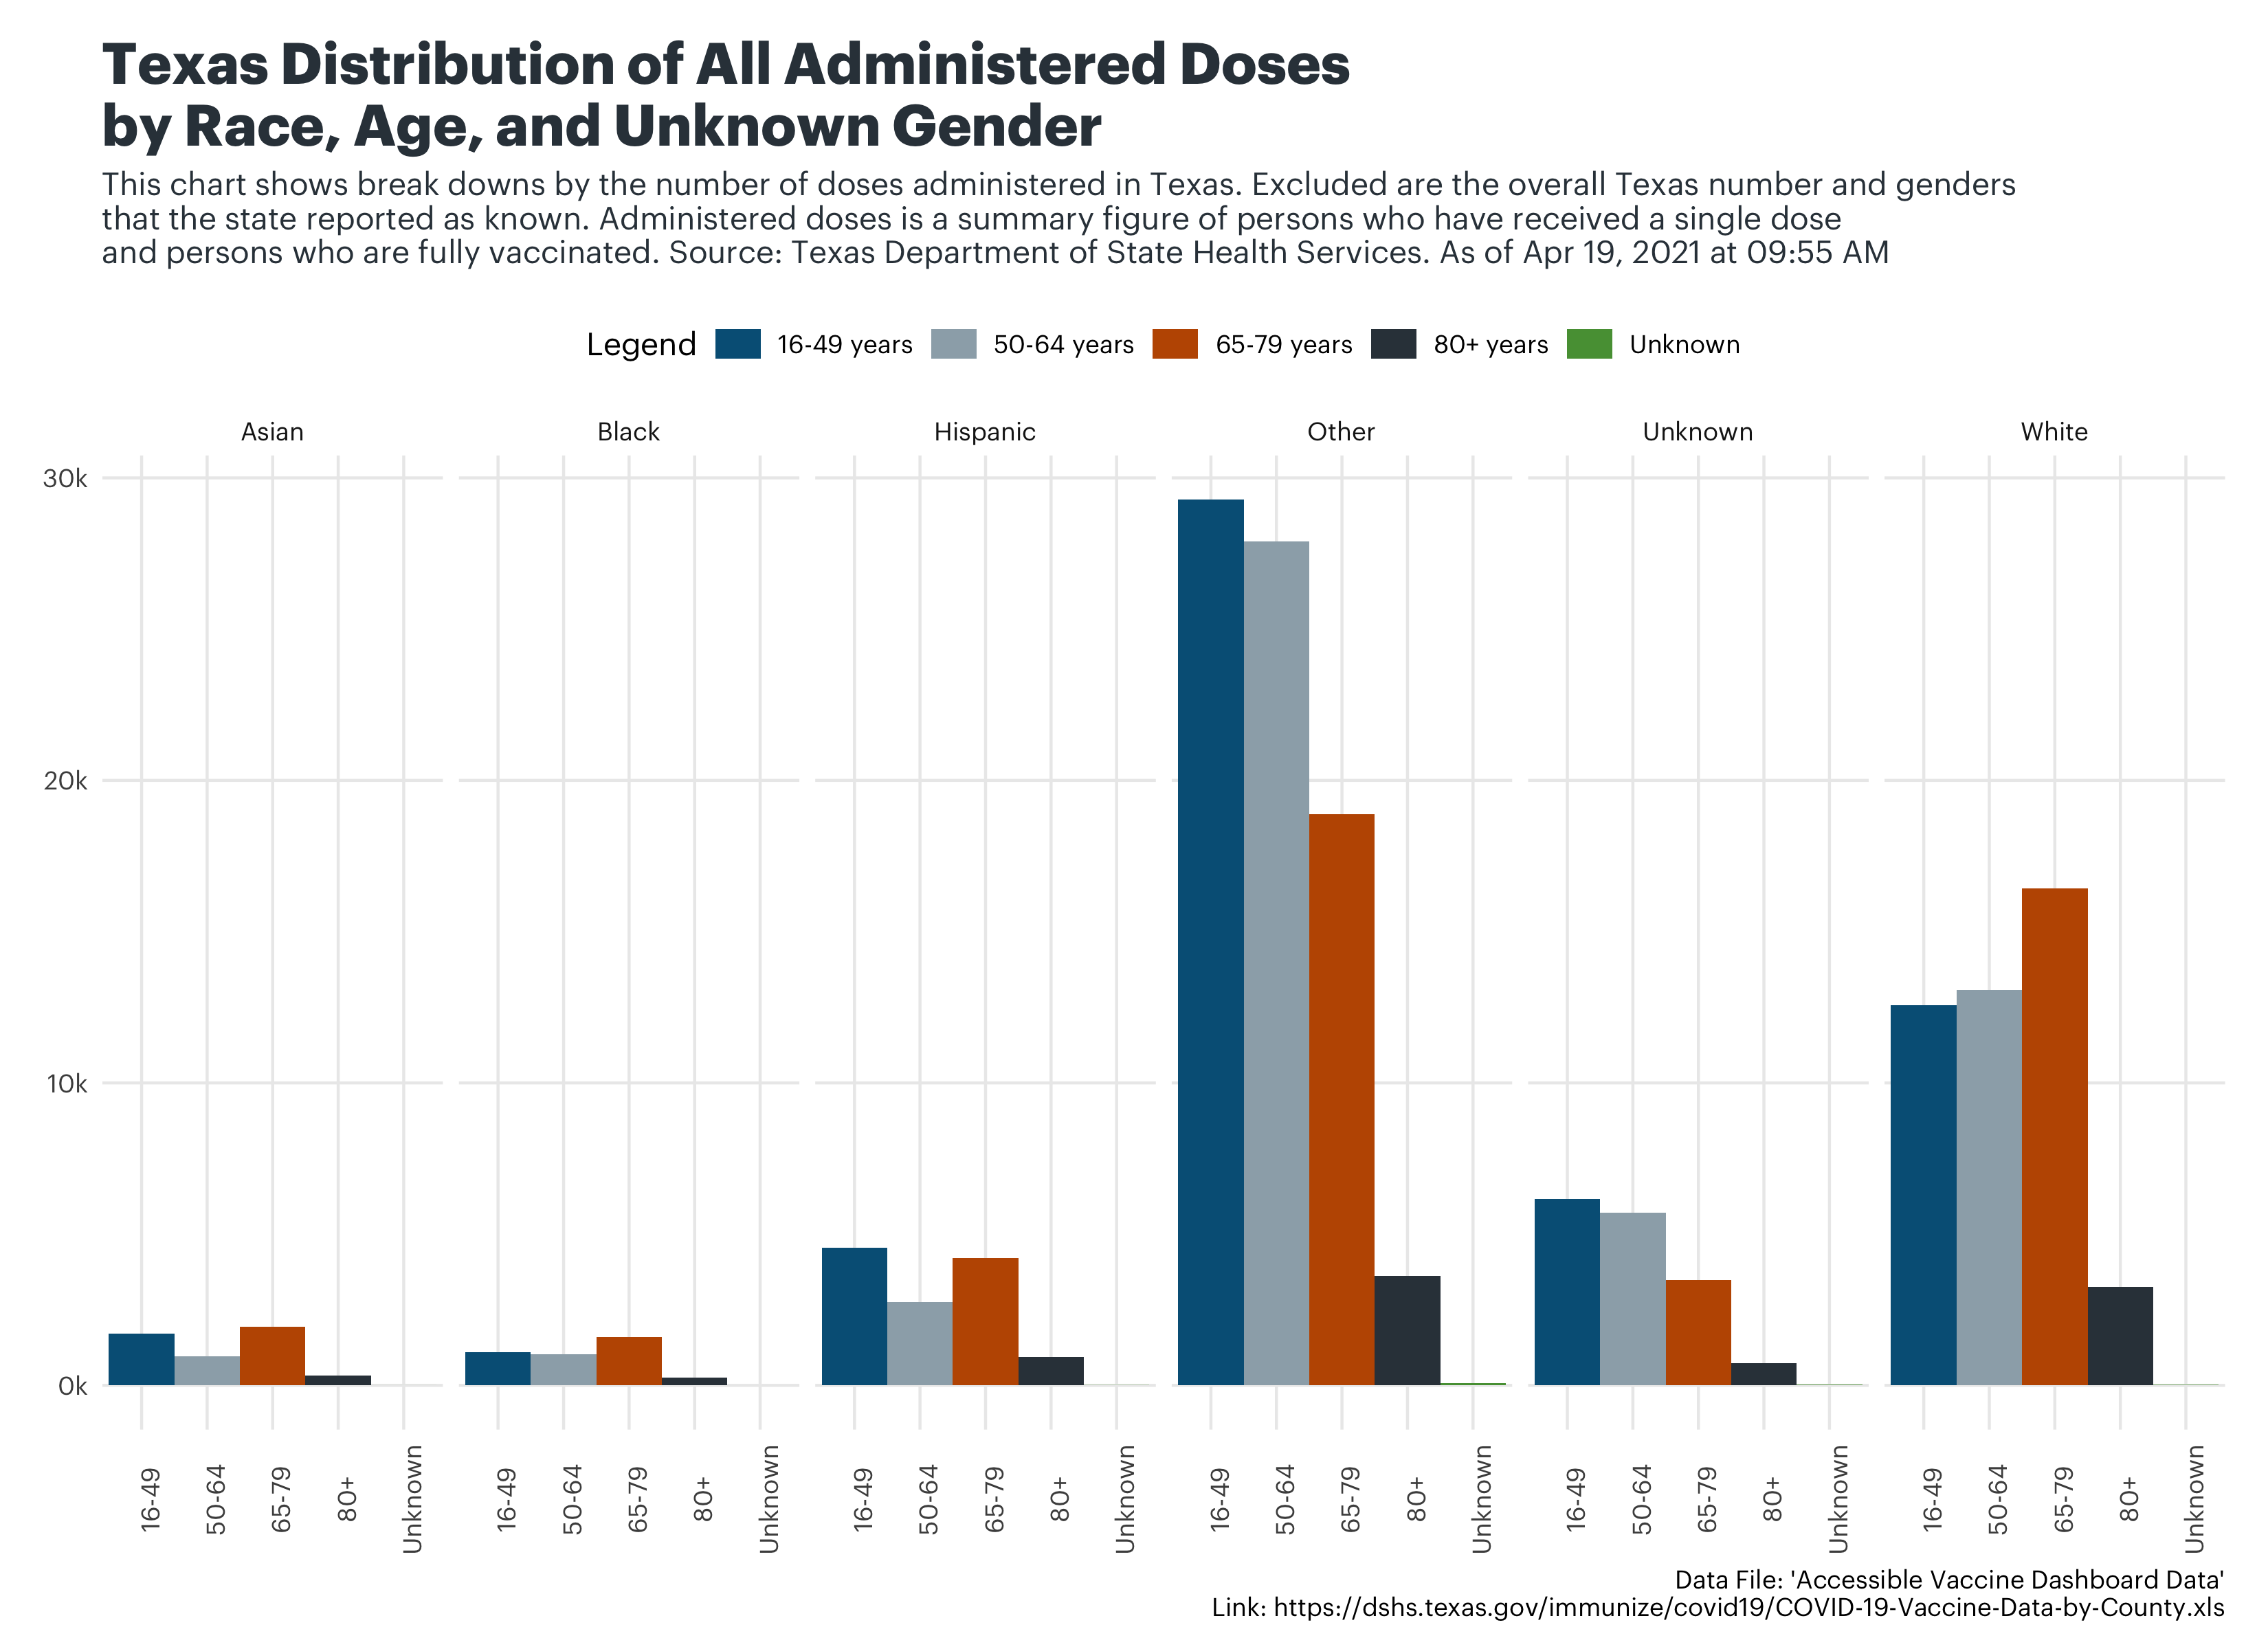 Texas Distribution of All Administered Doses
by Race, Age, and Unknown Gender
This chart shows break downs by the number of doses administered in Texas. Excluded are the overall Texas number and genders
that the state reported as known. Administered doses is a summary figure of persons who have received a single dose
and persons who are fully vaccinated. Source: Texas Department of State Health Services. As of Apr 19, 2021 at 09:55 AM
Legend 16-49 years 50-64 years 65-79 years 80+ years Unknown
Asian Black Hispanic Other Unknown White
30k
20k
10k
0k
16-49 50-64 65-79 80+ Unknown 16-49 50-64 65-79 80+ Unknown 16-49 50-64 65-79 80+ Unknown 16-49 50-64 65-79 80+ Unknown 16-49 50-64 65-79 80+ Unknown 16-49 50-64 65-79 80+ Unknown
Data File: 'Accessible Vaccine Dashboard Data'
Link: https://dshs.texas.gov/immunize/covid19/COVID-19-Vaccine-Data-by-County.xls